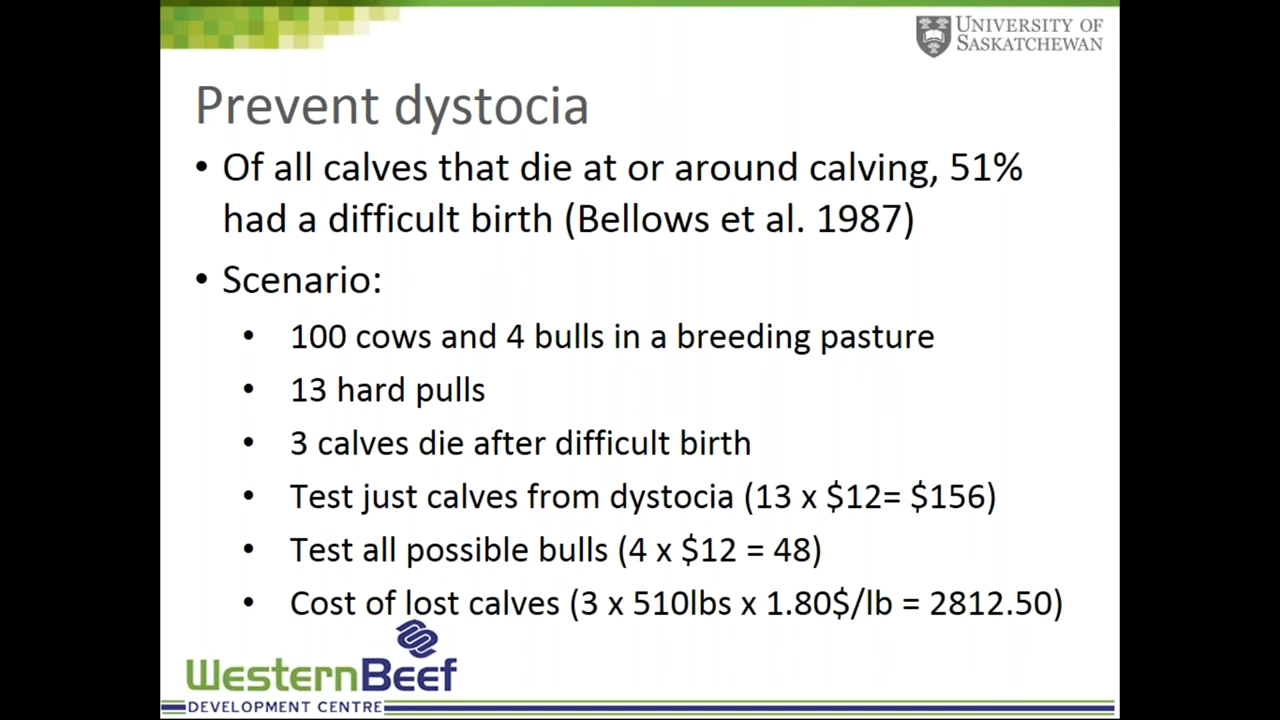 UNIVERSITY OF
SASKATCHEWAN
Prevent dystocia
• Of all calves that die at or around calving, 51%
had a difficult birth (Bellows et al. 1987)
• Scenario:
• 100 cows and 4 bulls in a breeding pasture
• 13 hard pulls
• 3 calves die after difficult birth
• Test just calves from dystocia (13 x $12= $156)
• Test all possible bulls (4 x $12 = 48)
• Cost of lost calves (3 x 510lbs x 1.80$/lb = 2812.50)
WesternBeef
DEVELOPMENT CENTRE